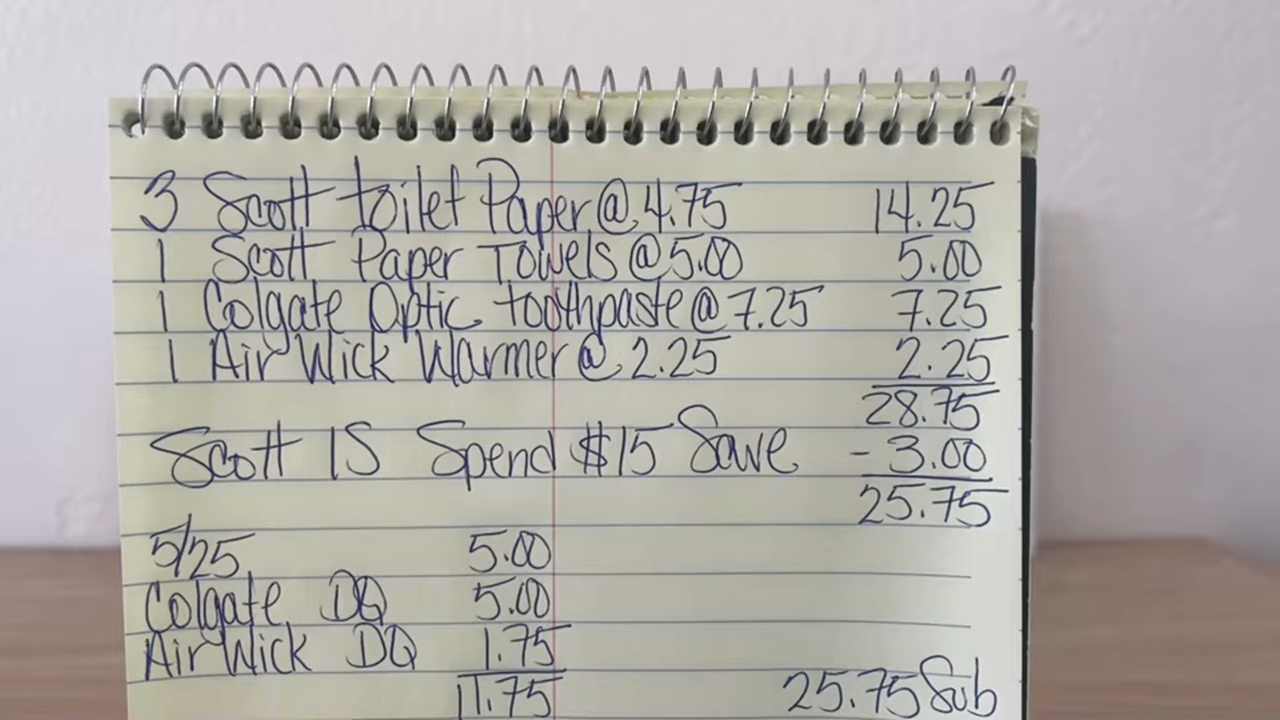 3 Scott toilet Paper @ 4.75 14.25
1 Scott Paper Towels @ 5.00 5.00
1 Colgate Optic toothpaste @ 7.25 7.25
1 Air Wick Warmer @ 2.25 2.25
28.75
Scott IS Spend $15 Save - 3.00
25.75
5/25 5.00
Colgate DQ 5.00
Air Wick DQ 1.75
11.75 25.75 Sub